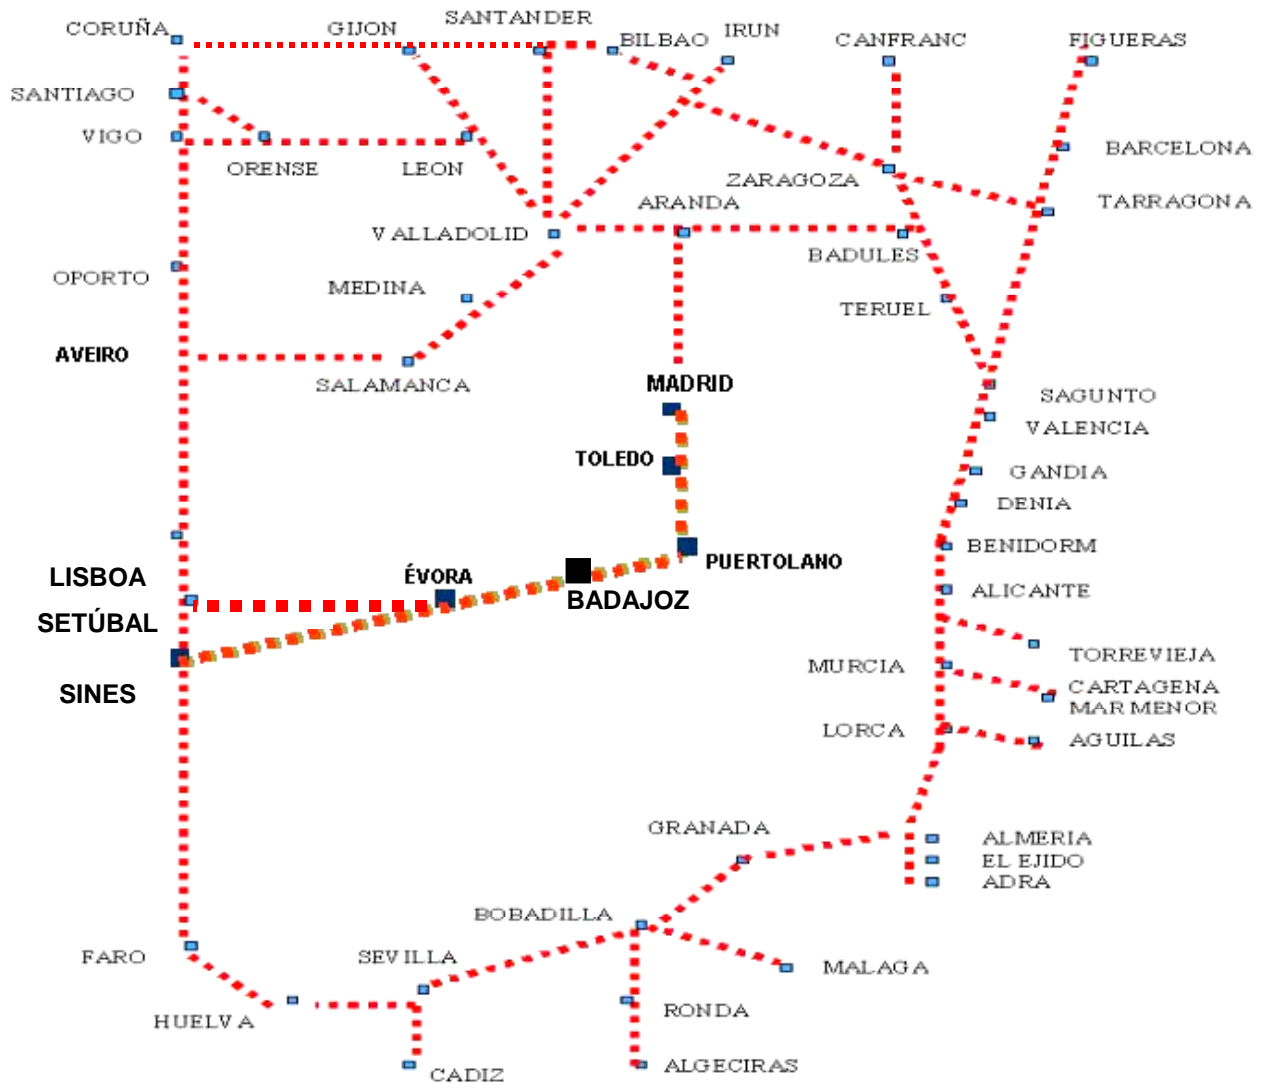 SANTANDER
CORUÑA
GIJON
BILBAO
IRUN
CANFRANC
FIGUERAS
SANTIAGO
VIGO
ORENSE
LEON
BARCELONA
ZARAGOZA
TARRAGONA
ARANDA
VALLADOLID
BADULES
OPORTO
MEDINA
TERUEL
AVEIRO
SALAMANCA
MADRID
SAGUNTO
VALENCIA
TOLEDO
GANDIA
DENIA
BENIDORM
PUERTOLANO
LISBOA
ÉVORA
BADAJOZ
ALICANTE
SETÚBAL
TORREVIEJA
MURCIA
SINES
CARTAGENA
MAR MENOR
LORCA
AGUILAS
GRANADA
ALMERIA
EL EJIDO
ADRA
BOBADILLA
FARO
SEVILLA
MALAGA
HUELVA
RONDA
CADIZ
ALGECIRAS